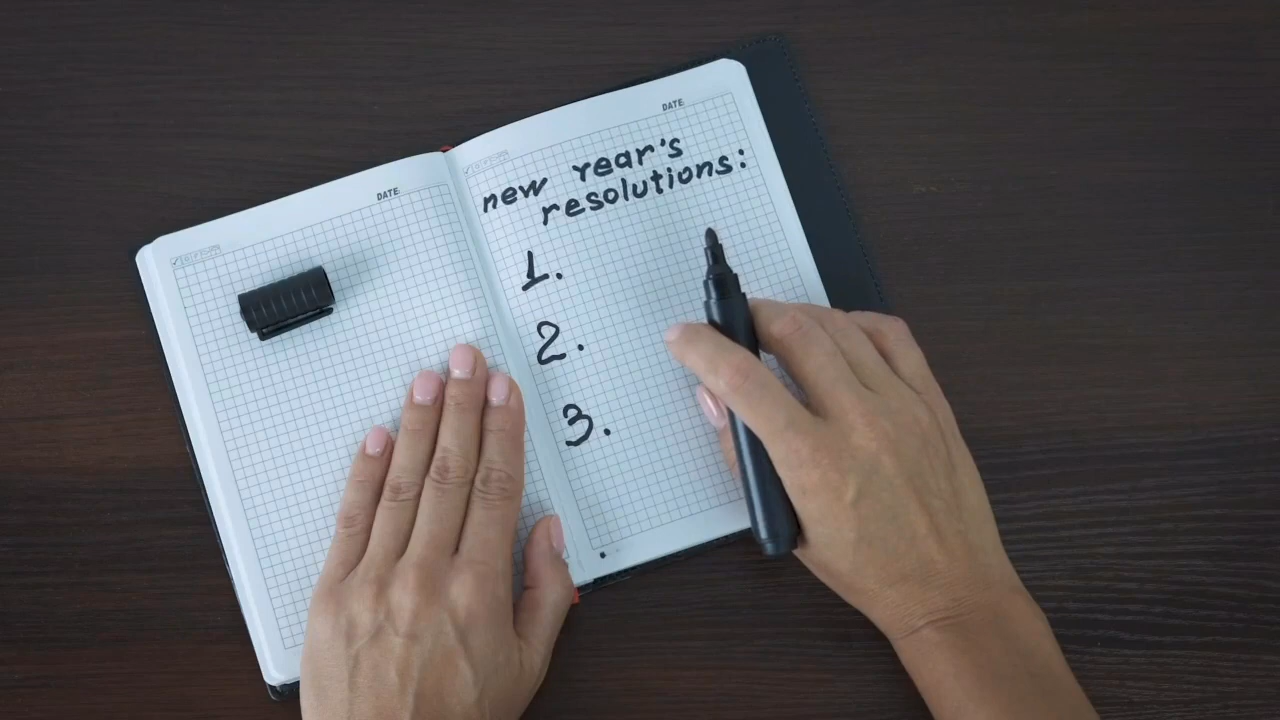 DATE
DATE
new year's
resolutions:
1.
2.
3.